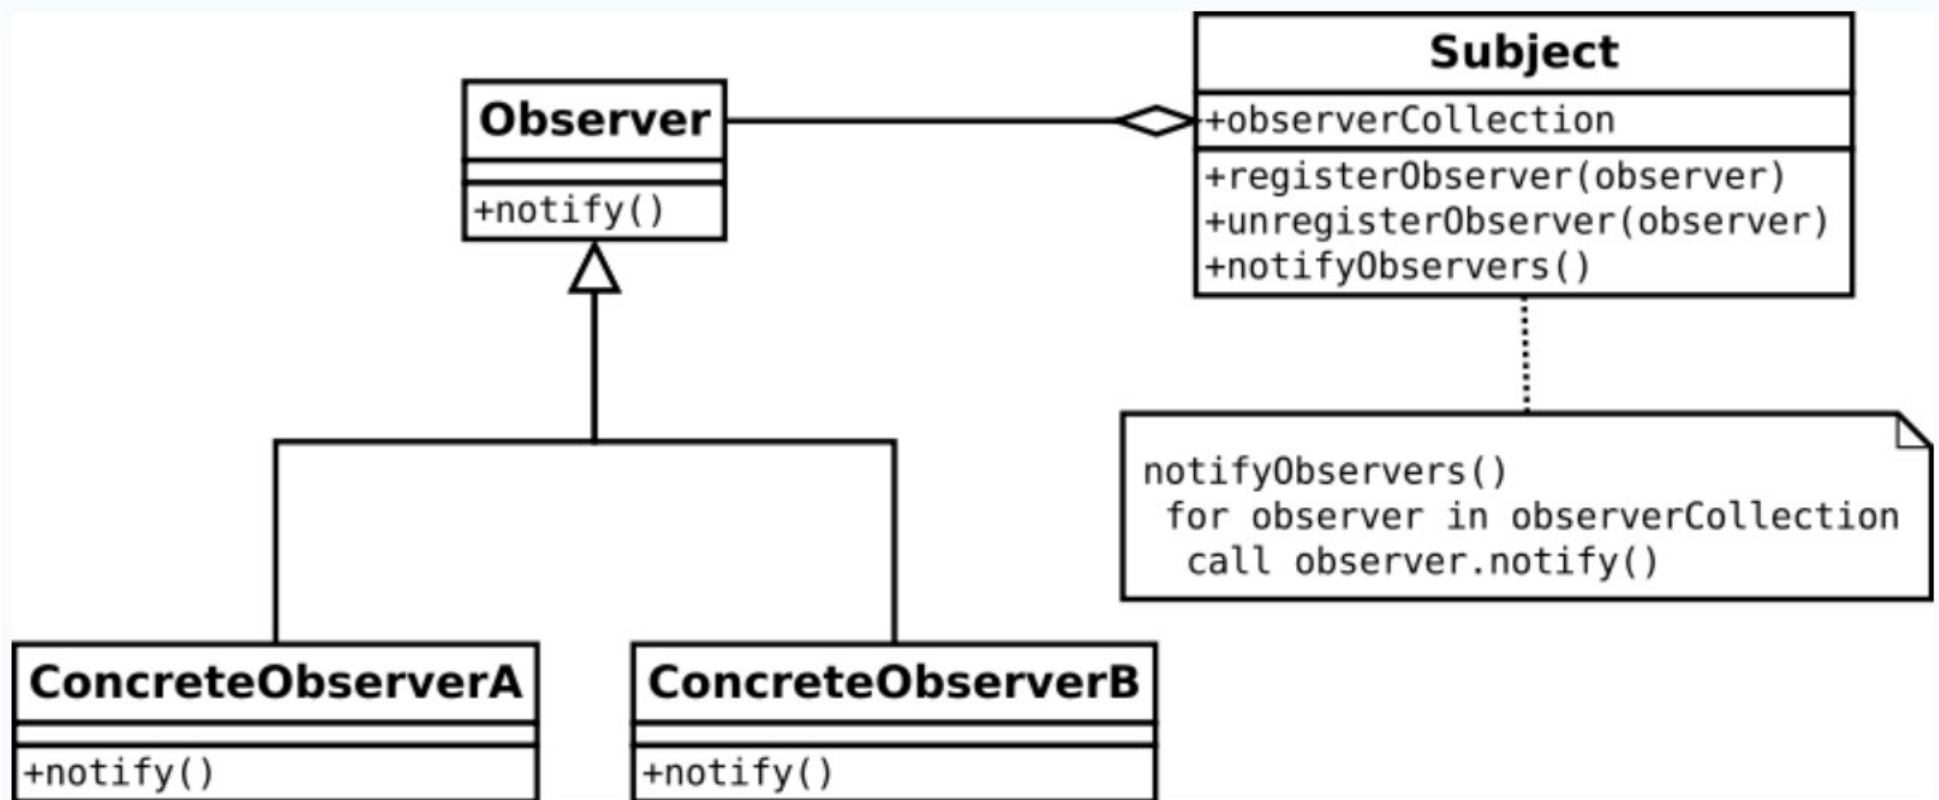 Subject
+observerCollection
+registerObserver(observer)
+unregisterObserver(observer)
+notifyObservers()
Observer
+notify()
notifyObservers()
for observer in observerCollection
call observer.notify()
ConcreteObserverA
+notify()
ConcreteObserverB
+notify()